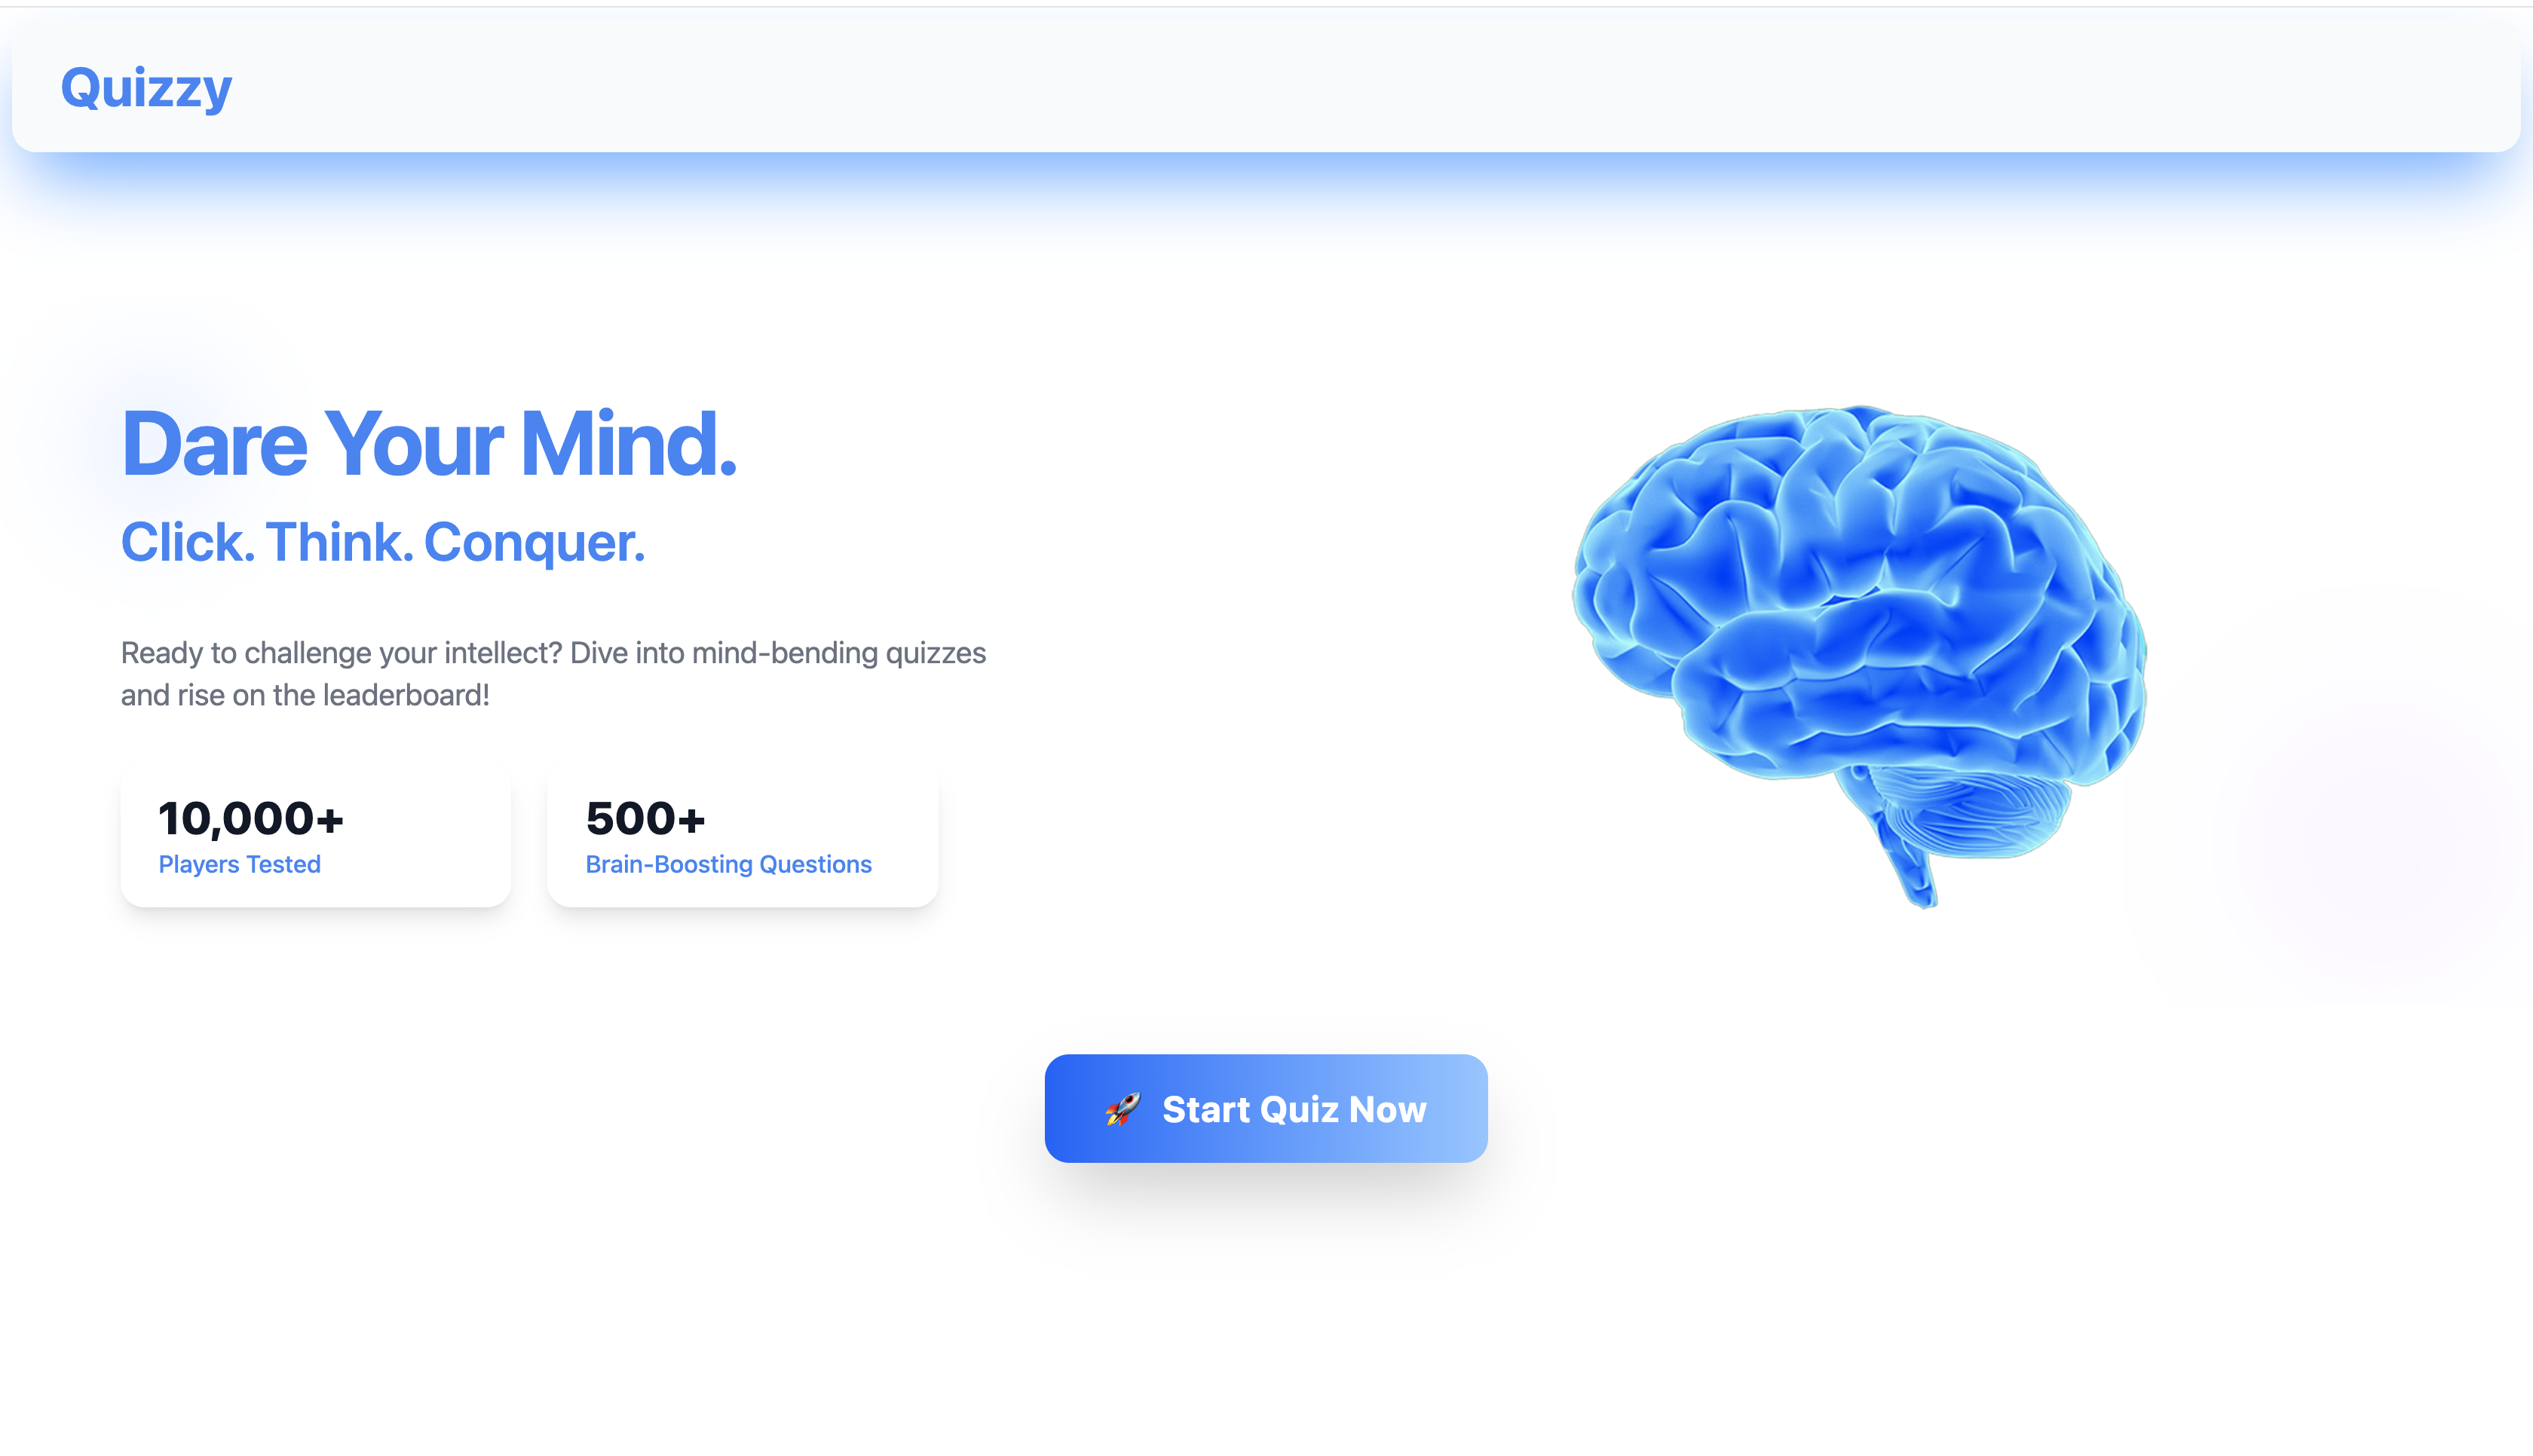 Quizzy
Dare Your Mind.
Click. Think. Conquer.
Ready to challenge your intellect? Dive into mind-bending quizzes
and rise on the leaderboard!
10,000+
Players Tested
500+
Brain-Boosting Questions
🚀 Start Quiz Now